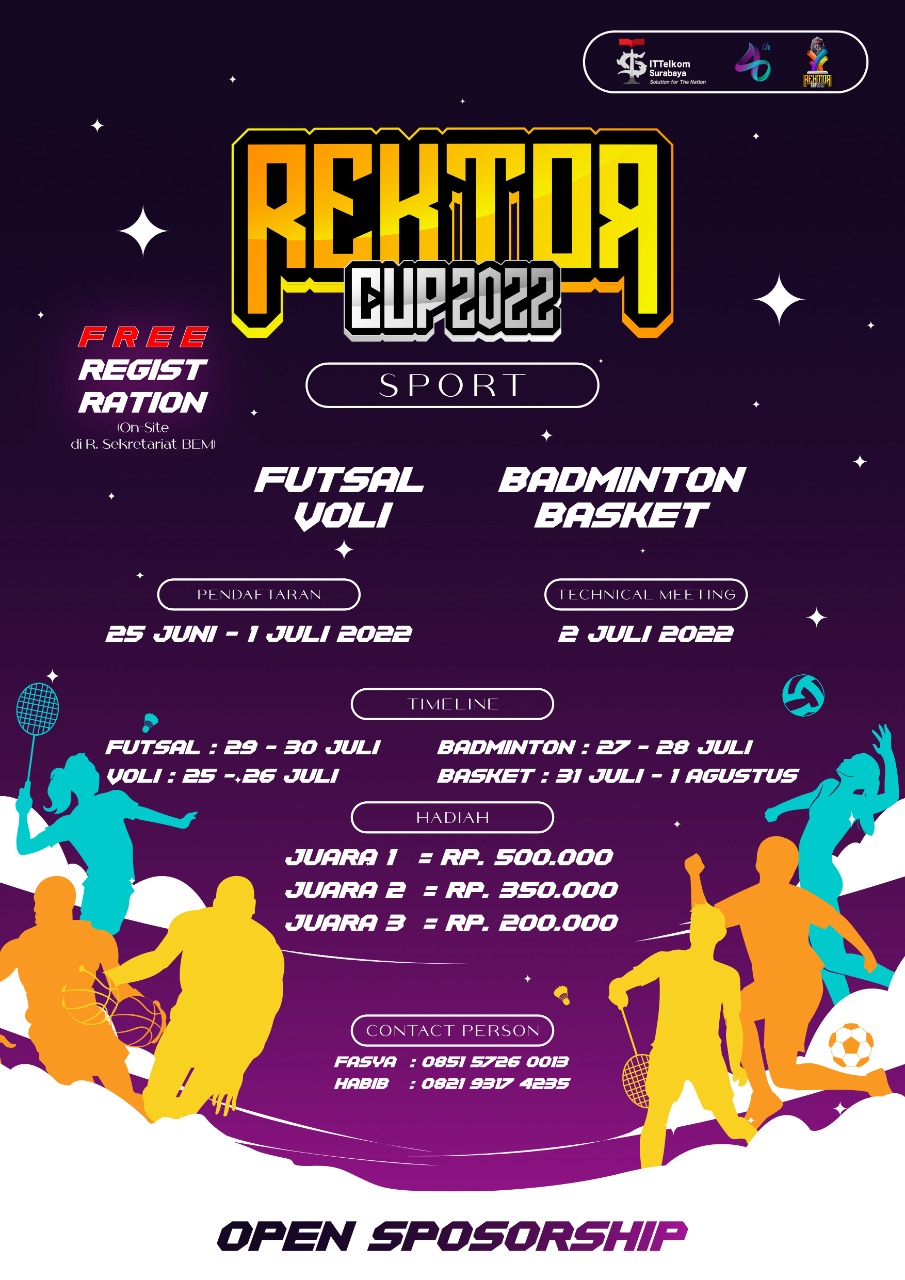 ITTelkom
Surabaya
Solution for The Nation
th
REKTOR
CUP 2022
REKTOR
CUP 2022
FREE
REGIST
RATION
(On-Site
di R. Sekretariat BEM)
SPORT
FUTSAL
VOLI
BADMINTON
BASKET
PENDAFTARAN
25 JUNI - 1 JULI 2022
TECHNICAL MEETING
2 JULI 2022
TIMELINE
FUTSAL : 29 - 30 JULI
VOLI : 25 - 26 JULI
BADMINTON : 27 - 28 JULI
BASKET : 31 JULI - 1 AGUSTUS
HADIAH
JUARA 1 = RP. 500.000
JUARA 2 = RP. 350.000
JUARA 3 = RP. 200.000
CONTACT PERSON
FASYA : 0851 5726 0013
HABIB : 0821 9317 4235
OPEN SPOSORSHIP